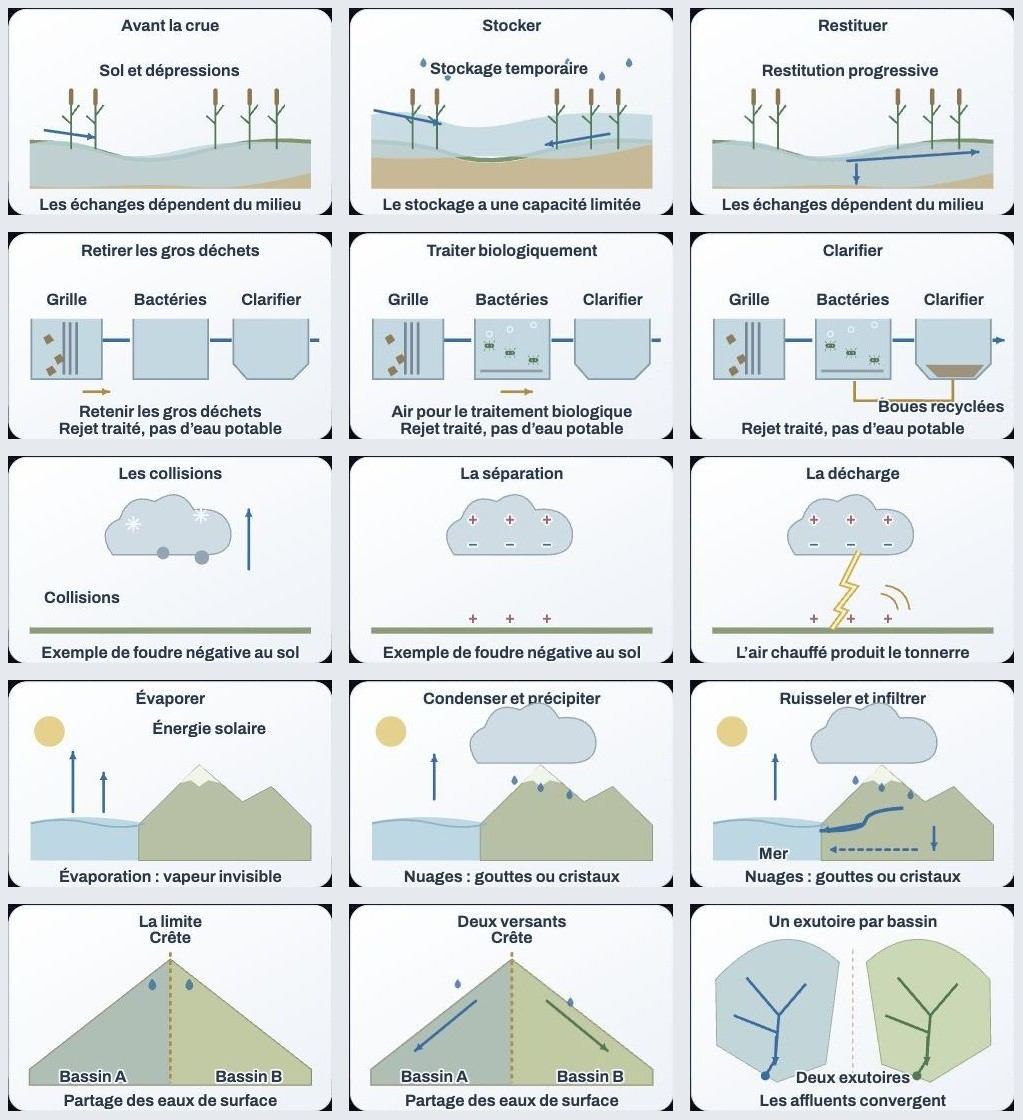 Avant la crue
Sol et dépressions
Les échanges dépendent du milieu
Stocker
Stockage temporaire
Le stockage a une capacité limitée
Restituer
Restitution progressive
Les échanges dépendent du milieu
Retirer les gros déchets
Grille Bactéries Clarifier
Retenir les gros déchets
Rejet traité, pas d’eau potable
Traiter biologiquement
Grille Bactéries Clarifier
Air pour le traitement biologique
Rejet traité, pas d’eau potable
Clarifier
Grille Bactéries Clarifier
Boues recyclées
Rejet traité, pas d’eau potable
Les collisions
Collisions
Exemple de foudre négative au sol
La séparation
+ + +
– – –
+ + +
Exemple de foudre négative au sol
La décharge
+ + +
– – –
+ + +
L’air chauffé produit le tonnerre
Évaporer
Énergie solaire
Évaporation : vapeur invisible
Condenser et précipiter
Nuages : gouttes ou cristaux
Ruisseler et infiltrer
Mer
Nuages : gouttes ou cristaux
La limite
Crête
Bassin A Bassin B
Partage des eaux de surface
Deux versants
Crête
Bassin A Bassin B
Partage des eaux de surface
Un exutoire par bassin
Deux exutoires
Les affluents convergent